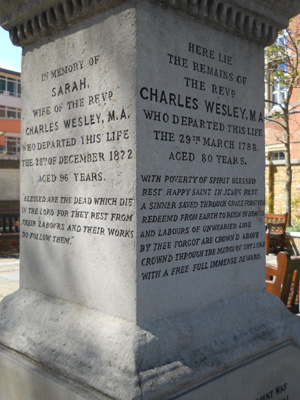 IN MEMORY OF
SARAH,
WIFE OF THE REVD.
CHARLES WESLEY, M.A.
WHO DEPARTED THIS LIFE
THE 28TH OF DECEMBER 1822
AGED 96 YEARS.
"BLESSED ARE THE DEAD WHICH DIE
IN THE LORD FOR THEY REST FROM
THEIR LABOURS AND THEIR WORKS
DO FOLLOW THEM."
HERE LIE
THE REMAINS OF
THE REVD.
CHARLES WESLEY, M.A.
WHO DEPARTED THIS LIFE
THE 29TH MARCH 1788.
AGED 80 YEARS.
WITH POVERTY OF SPIRIT BLESSED
REST HAPPY SAINT IN JESUS REST
A SINNER SAVED THROUGH GRACE FORGIVEN
REDEEMD FROM EARTH TO REIGN IN
AND LABOURS OF UNWEARIED LOVE
BY THEE FORGOT ARE CROWN'D ABOVE
CROWND THROUGH THE MERCY OF THY LORD
WITH A FREE FULL IMMENSE REWARD
WAS